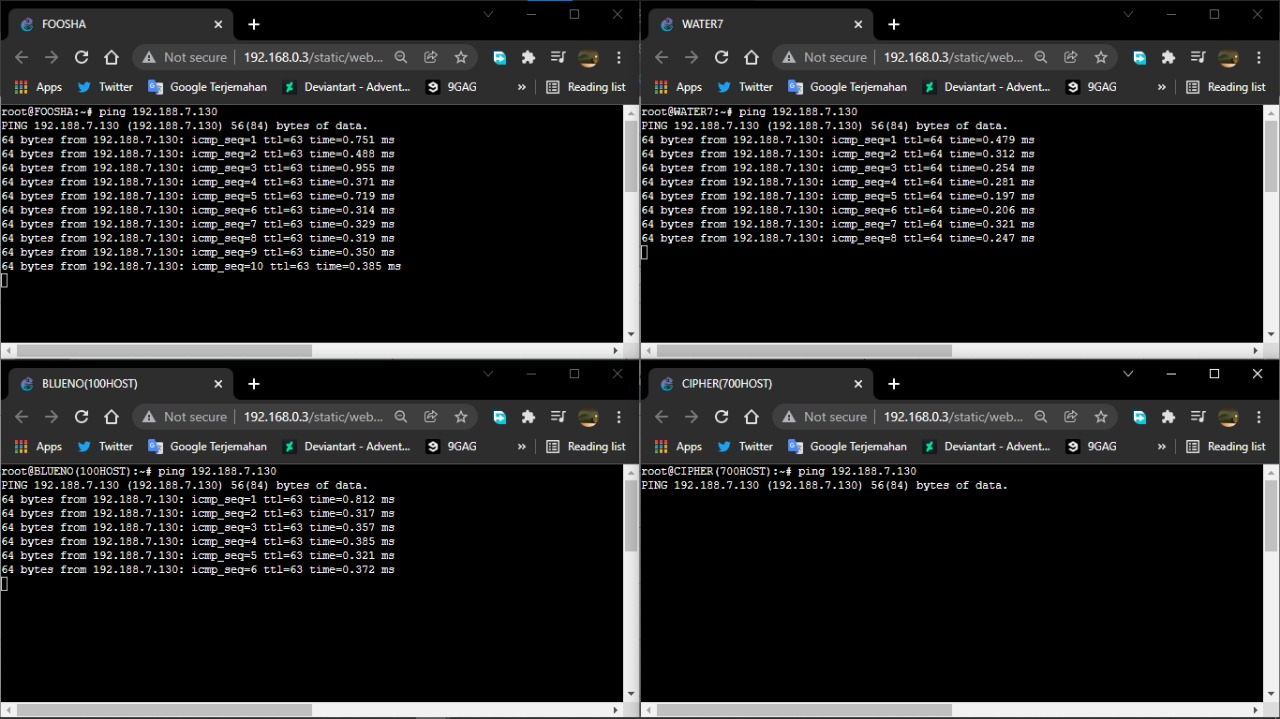 FOOSHA
Not secure 192.168.0.3/static/web...
Apps Twitter Google Terjemahan Deviantart - Advent... 9GAG » Reading list
root@FOOSHA:~# ping 192.188.7.130
PING 192.188.7.130 (192.188.7.130) 56(84) bytes of data.
64 bytes from 192.188.7.130: icmp_seq=1 ttl=63 time=0.751 ms
64 bytes from 192.188.7.130: icmp_seq=2 ttl=63 time=0.488 ms
64 bytes from 192.188.7.130: icmp_seq=3 ttl=63 time=0.955 ms
64 bytes from 192.188.7.130: icmp_seq=4 ttl=63 time=0.371 ms
64 bytes from 192.188.7.130: icmp_seq=5 ttl=63 time=0.719 ms
64 bytes from 192.188.7.130: icmp_seq=6 ttl=63 time=0.314 ms
64 bytes from 192.188.7.130: icmp_seq=7 ttl=63 time=0.329 ms
64 bytes from 192.188.7.130: icmp_seq=8 ttl=63 time=0.319 ms
64 bytes from 192.188.7.130: icmp_seq=9 ttl=63 time=0.350 ms
64 bytes from 192.188.7.130: icmp_seq=10 ttl=63 time=0.385 ms
WATER7
Not secure 192.168.0.3/static/web...
Apps Twitter Google Terjemahan Deviantart - Advent... 9GAG » Reading list
root@WATER7:~# ping 192.188.7.130
PING 192.188.7.130 (192.188.7.130) 56(84) bytes of data.
64 bytes from 192.188.7.130: icmp_seq=1 ttl=64 time=0.479 ms
64 bytes from 192.188.7.130: icmp_seq=2 ttl=64 time=0.312 ms
64 bytes from 192.188.7.130: icmp_seq=3 ttl=64 time=0.254 ms
64 bytes from 192.188.7.130: icmp_seq=4 ttl=64 time=0.281 ms
64 bytes from 192.188.7.130: icmp_seq=5 ttl=64 time=0.197 ms
64 bytes from 192.188.7.130: icmp_seq=6 ttl=64 time=0.206 ms
64 bytes from 192.188.7.130: icmp_seq=7 ttl=64 time=0.321 ms
64 bytes from 192.188.7.130: icmp_seq=8 ttl=64 time=0.247 ms
BLUENO(100HOST)
Not secure 192.168.0.3/static/web...
Apps Twitter Google Terjemahan Deviantart - Advent... 9GAG » Reading list
root@BLUENO(100HOST):~# ping 192.188.7.130
PING 192.188.7.130 (192.188.7.130) 56(84) bytes of data.
64 bytes from 192.188.7.130: icmp_seq=1 ttl=63 time=0.812 ms
64 bytes from 192.188.7.130: icmp_seq=2 ttl=63 time=0.317 ms
64 bytes from 192.188.7.130: icmp_seq=3 ttl=63 time=0.357 ms
64 bytes from 192.188.7.130: icmp_seq=4 ttl=63 time=0.385 ms
64 bytes from 192.188.7.130: icmp_seq=5 ttl=63 time=0.321 ms
64 bytes from 192.188.7.130: icmp_seq=6 ttl=63 time=0.372 ms
CIPHER(700HOST)
Not secure 192.168.0.3/static/web...
Apps Twitter Google Terjemahan Deviantart - Advent... 9GAG » Reading list
root@CIPHER(700HOST):~# ping 192.188.7.130
PING 192.188.7.130 (192.188.7.130) 56(84) bytes of data.